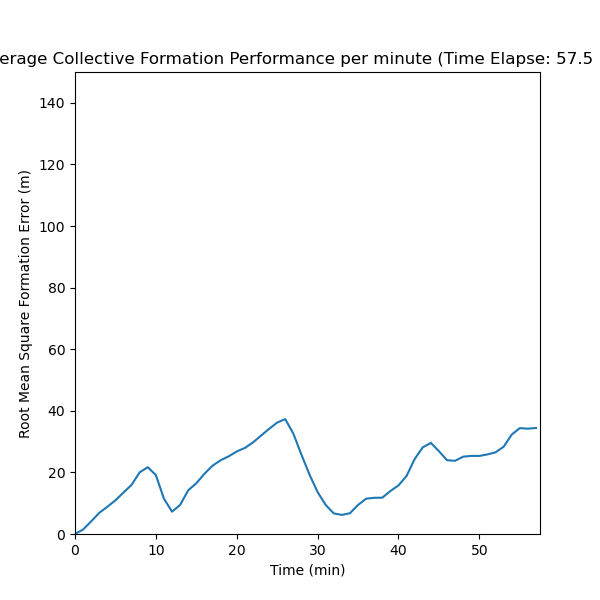 erage Collective Formation Performance per minute (Time Elapse: 57.5
140
120
100
80
60
40
20
0
Root Mean Square Formation Error (m)
0 10 20 30 40 50
Time (min)